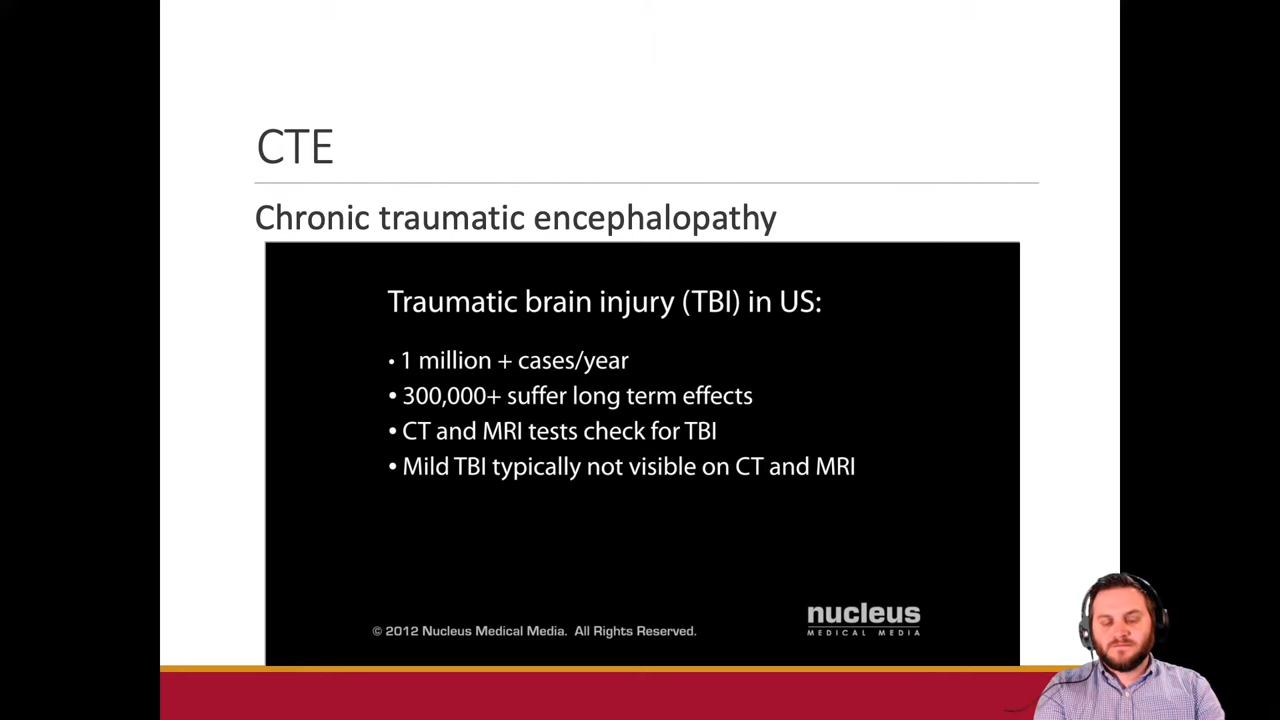 CTE
Chronic traumatic encephalopathy
Traumatic brain injury (TBI) in US:
• 1 million + cases/year
• 300,000+ suffer long term effects
• CT and MRI tests check for TBI
• Mild TBI typically not visible on CT and MRI
© 2012 Nucleus Medical Media. All Rights Reserved.
nucleus
MEDICAL MEDIA